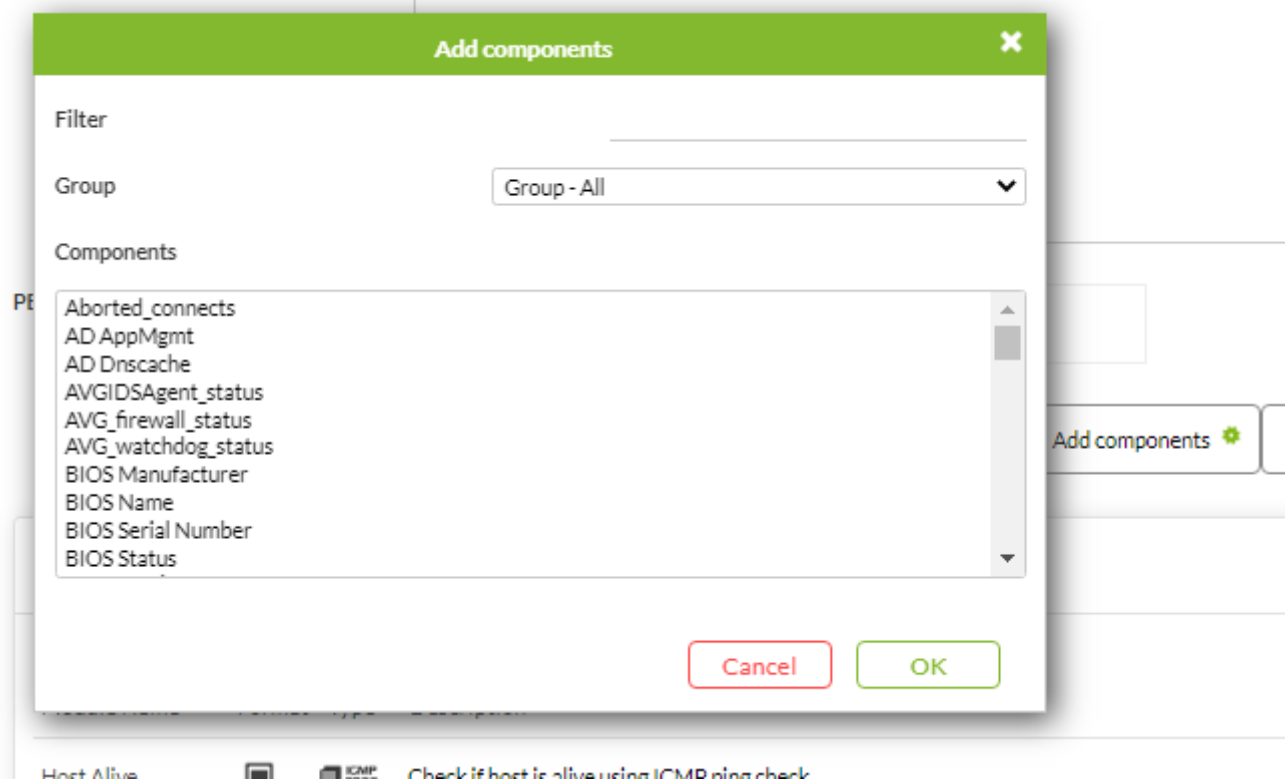 Add components
Filter
Group
Group - All
Components
Aborted_connects
AD AppMgmt
AD Dnscache
AVGIDSAgent_status
AVG_firewall_status
AVG_watchdog_status
BIOS Manufacturer
BIOS Name
BIOS Serial Number
BIOS Status
Cancel
OK
Add components
Host Alive
ICMP
Check if host is alive using ICMP ping check